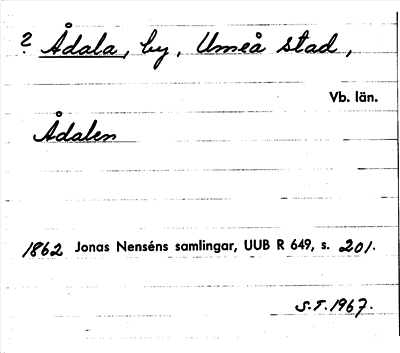 ? Ådala, by, Umeå stad,
Vb. län.
Ådalen
1862 Jonas Nenséns samlingar, UUB R 649, s. 201.
S.T. 1967.